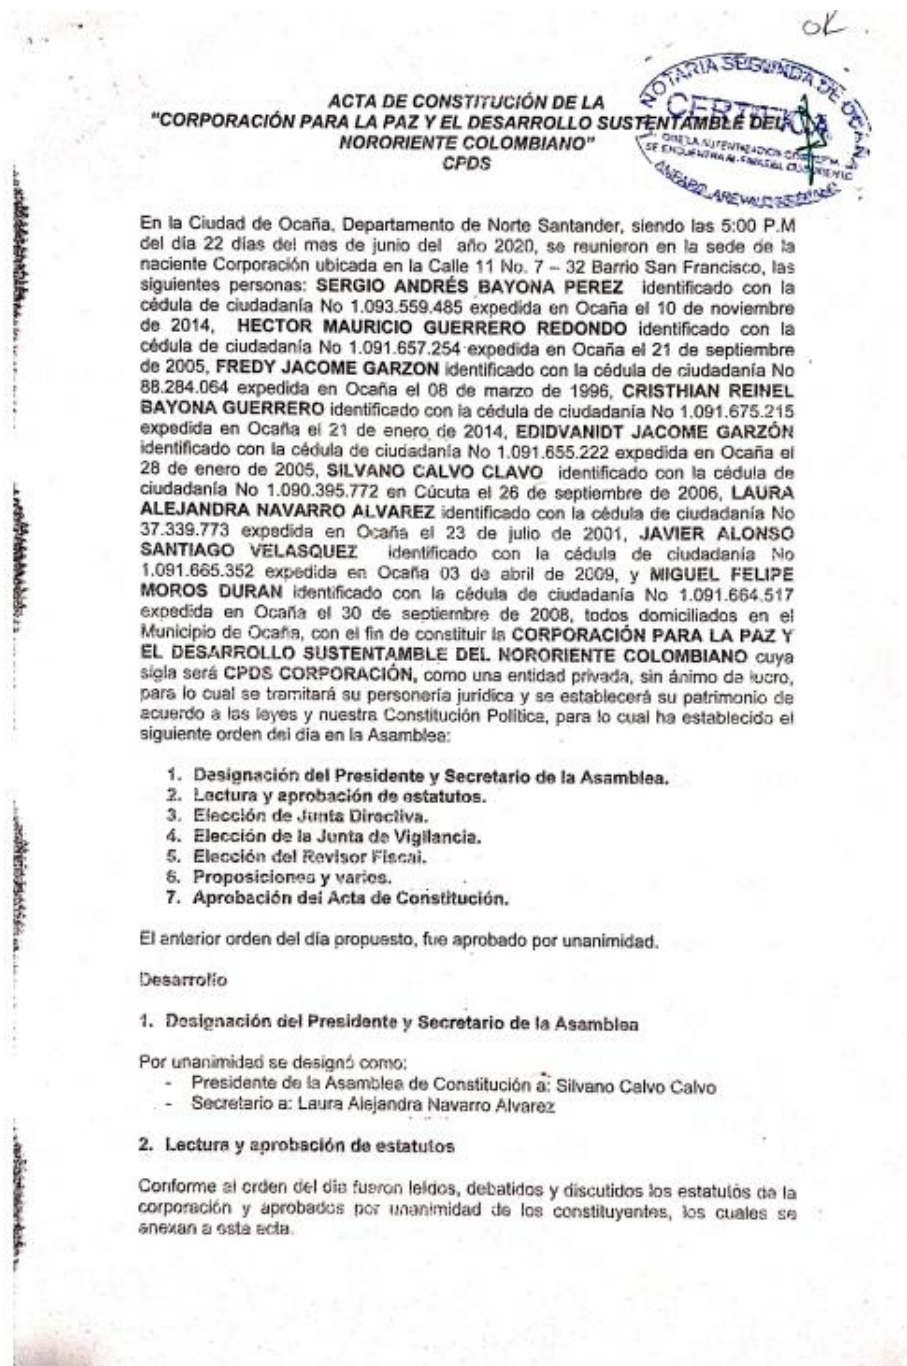 OK
NOTARIA SEGUNDA DE OCAÑA
CERTIFICA
QUE LA AUTENTICACION
SE ENCUENTRA AL FINAL DEL DOCUMENTO
AMPARO AREVALO
ACTA DE CONSTITUCIÓN DE LA
"CORPORACIÓN PARA LA PAZ Y EL DESARROLLO SUSTENTAMBLE DEL
NORORIENTE COLOMBIANO"
CPDS
En la Ciudad de Ocaña, Departamento de Norte Santander, siendo las 5:00 P.M
del día 22 días del mes de junio del año 2020, se reunieron en la sede de la
naciente Corporación ubicada en la Calle 11 No. 7 – 32 Barrio San Francisco, las
siguientes personas: SERGIO ANDRÉS BAYONA PEREZ identificado con la
cédula de ciudadanía No 1.093.559.485 expedida en Ocaña el 10 de noviembre
de 2014, HECTOR MAURICIO GUERRERO REDONDO identificado con la
cédula de ciudadanía No 1.091.657.254 expedida en Ocaña el 21 de septiembre
de 2005, FREDY JACOME GARZON identificado con la cédula de ciudadanía No
88.284.064 expedida en Ocaña el 08 de marzo de 1996, CRISTHIAN REINEL
BAYONA GUERRERO identificado con la cédula de ciudadanía No 1.091.675.215
expedida en Ocaña el 21 de enero de 2014, EDIDVANIDT JACOME GARZÓN
identificado con la cédula de ciudadanía No 1.091.655.222 expedida en Ocaña el
28 de enero de 2005, SILVANO CALVO CLAVO identificado con la cédula de
ciudadanía No 1.090.395.772 en Cúcuta el 26 de septiembre de 2006, LAURA
ALEJANDRA NAVARRO ALVAREZ identificado con la cédula de ciudadanía No
37.339.773 expedida en Ocaña el 23 de julio de 2001, JAVIER ALONSO
SANTIAGO VELASQUEZ identificado con la cédula de ciudadanía No
1.091.665.352 expedida en Ocaña 03 de abril de 2009, y MIGUEL FELIPE
MOROS DURAN identificado con la cédula de ciudadanía No 1.091.664.517
expedida en Ocaña el 30 de septiembre de 2008, todos domiciliados en el
Municipio de Ocaña, con el fin de constituir la CORPORACIÓN PARA LA PAZ Y
EL DESARROLLO SUSTENTAMBLE DEL NORORIENTE COLOMBIANO cuya
sigla será CPDS CORPORACIÓN, como una entidad privada, sin ánimo de lucro,
para lo cual se tramitará su personería jurídica y se establecerá su patrimonio de
acuerdo a las leyes y nuestra Constitución Política, para lo cual ha establecido el
siguiente orden del día en la Asamblea:
1. Designación del Presidente y Secretario de la Asamblea.
2. Lectura y aprobación de estatutos.
3. Elección de Junta Directiva.
4. Elección de la Junta de Vigilancia.
5. Elección del Revisor Fiscal.
6. Proposiciones y varios.
7. Aprobación del Acta de Constitución.
El anterior orden del día propuesto, fue aprobado por unanimidad.
Desarrollo
1. Designación del Presidente y Secretario de la Asamblea
Por unanimidad se designó como:
- Presidente de la Asamblea de Constitución a: Silvano Calvo Calvo
- Secretario a: Laura Alejandra Navarro Alvarez
2. Lectura y aprobación de estatutos
Conforme al orden del día fueron leídos, debatidos y discutidos los estatutos de la
corporación y aprobados por unanimidad de los constituyentes, los cuales se
anexan a esta acta.